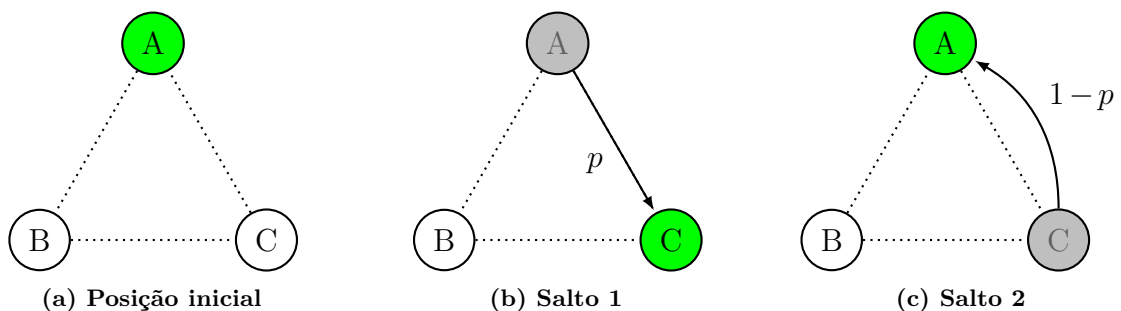 A
B
C
(a) Posição inicial
A
p
B
C
(b) Salto 1
A
1 − p
B
C
(c) Salto 2